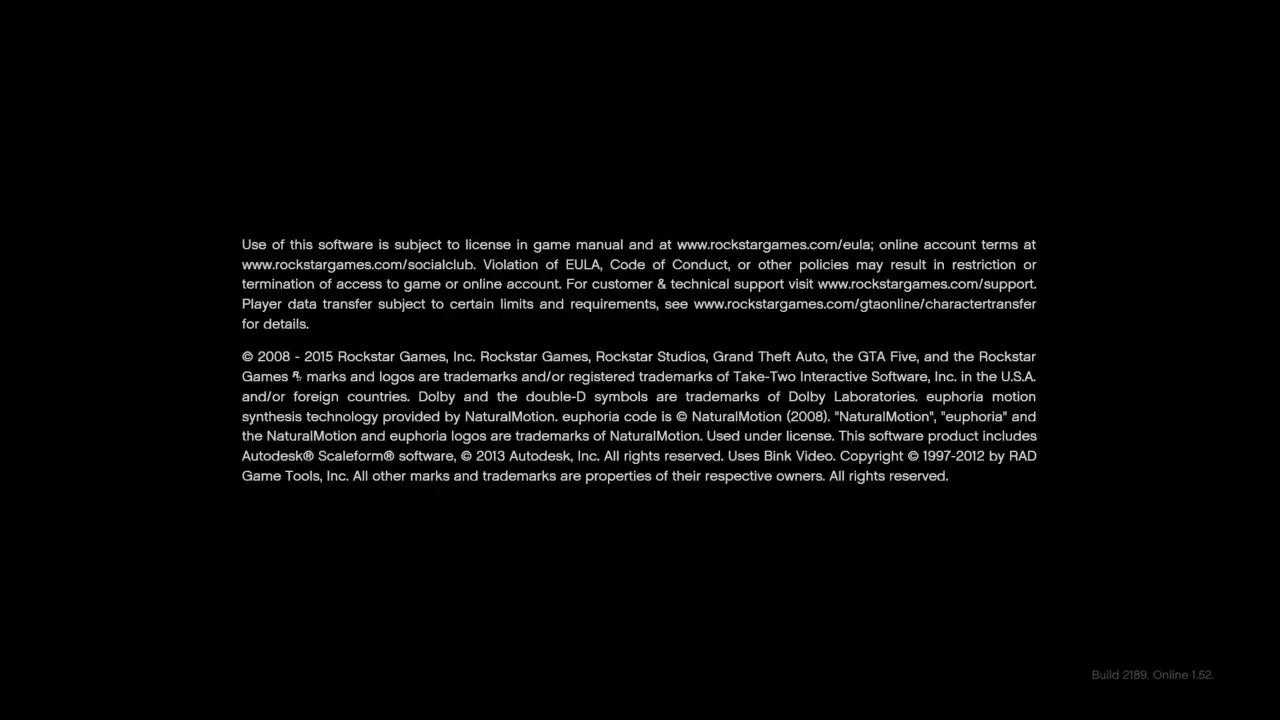 Use of this software is subject to license in game manual and at www.rockstargames.com/eula; online account terms at
www.rockstargames.com/socialclub. Violation of EULA, Code of Conduct, or other policies may result in restriction or
termination of access to game or online account. For customer & technical support visit www.rockstargames.com/support.
Player data transfer subject to certain limits and requirements, see www.rockstargames.com/gtaonline/charactertransfer
for details.
© 2008 - 2015 Rockstar Games, Inc. Rockstar Games, Rockstar Studios, Grand Theft Auto, the GTA Five, and the Rockstar
Games R* marks and logos are trademarks and/or registered trademarks of Take-Two Interactive Software, Inc. in the U.S.A.
and/or foreign countries. Dolby and the double-D symbols are trademarks of Dolby Laboratories. euphoria motion
synthesis technology provided by NaturalMotion. euphoria code is © NaturalMotion (2008). "NaturalMotion", "euphoria" and
the NaturalMotion and euphoria logos are trademarks of NaturalMotion. Used under license. This software product includes
Autodesk® Scaleform® software, © 2013 Autodesk, Inc. All rights reserved. Uses Bink Video. Copyright © 1997-2012 by RAD
Game Tools, Inc. All other marks and trademarks are properties of their respective owners. All rights reserved.
Build 2189. Online 1.52.